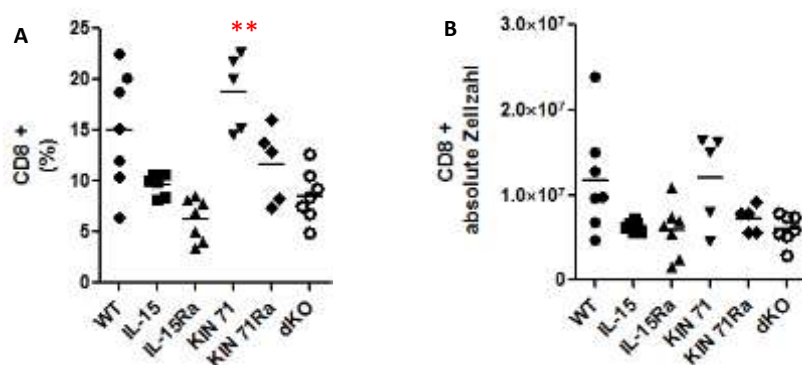 A
**
CD8 +
(%)
25
20
15
10
5
0
WT
IL-15
IL-15Ra
KIN 71
KIN 71Ra
dKO
B
CD8 +
absolute Zellzahl
3.0×10⁷
2.0×10⁷
1.0×10⁷
0
WT
IL-15
IL-15Ra
KIN 71
KIN 71Ra
dKO